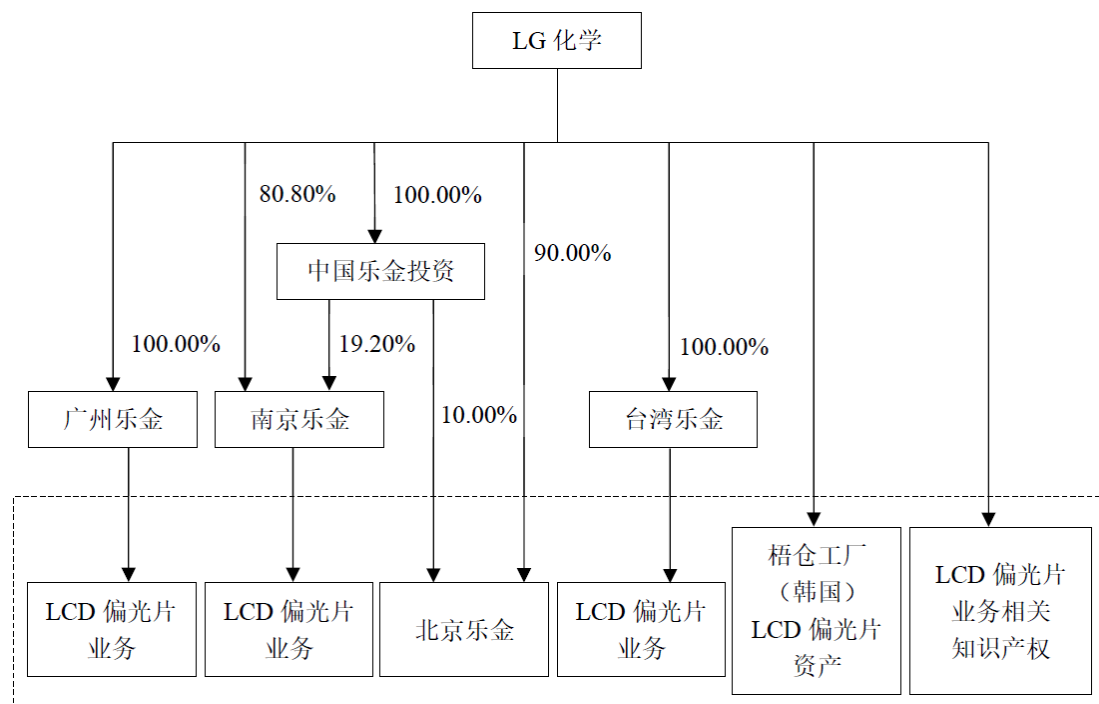 LG 化学
80.80%
100.00%
中国乐金投资
90.00%
100.00%
19.20%
100.00%
广州乐金
南京乐金
10.00%
台湾乐金
LCD 偏光片
业务
LCD 偏光片
业务
北京乐金
LCD 偏光片
业务
梧仓工厂
（韩国）
LCD 偏光片
资产
LCD 偏光片
业务相关
知识产权